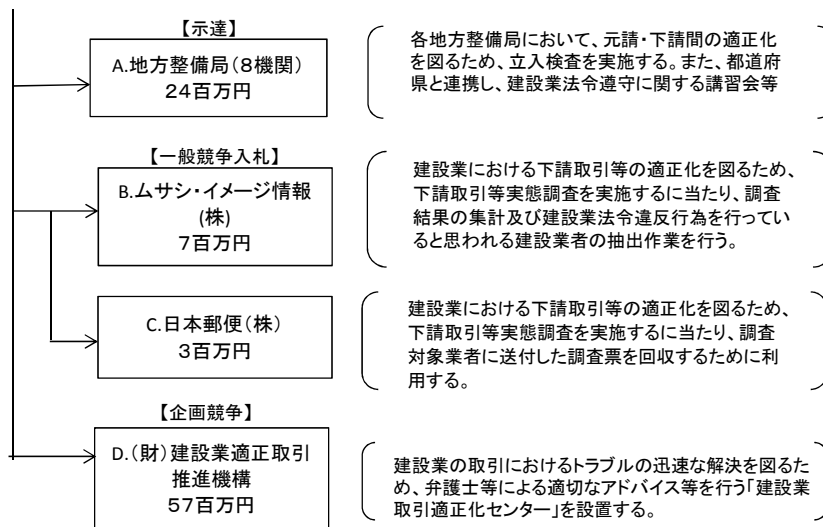 【示達】
A.地方整備局(8機関)
24百万円
各地方整備局において、元請・下請間の適正化
を図るため、立入検査を実施する。また、都道府
県と連携し、建設業法令遵守に関する講習会等
【一般競争入札】
B.ムサシ・イメージ情報
(株)
7百万円
建設業における下請取引等の適正化を図るため、
下請取引等実態調査を実施するに当たり、調査
結果の集計及び建設業法令違反行為を行ってい
ると思われる建設業者の抽出作業を行う。
C.日本郵便(株)
3百万円
建設業における下請取引等の適正化を図るため、
下請取引等実態調査を実施するに当たり、調査
対象業者に送付した調査票を回収するために利
用する。
【企画競争】
D.(財)建設業適正取引
推進機構
57百万円
建設業の取引におけるトラブルの迅速な解決を図るた
め、弁護士等による適切なアドバイス等を行う「建設業
取引適正化センター」を設置する。